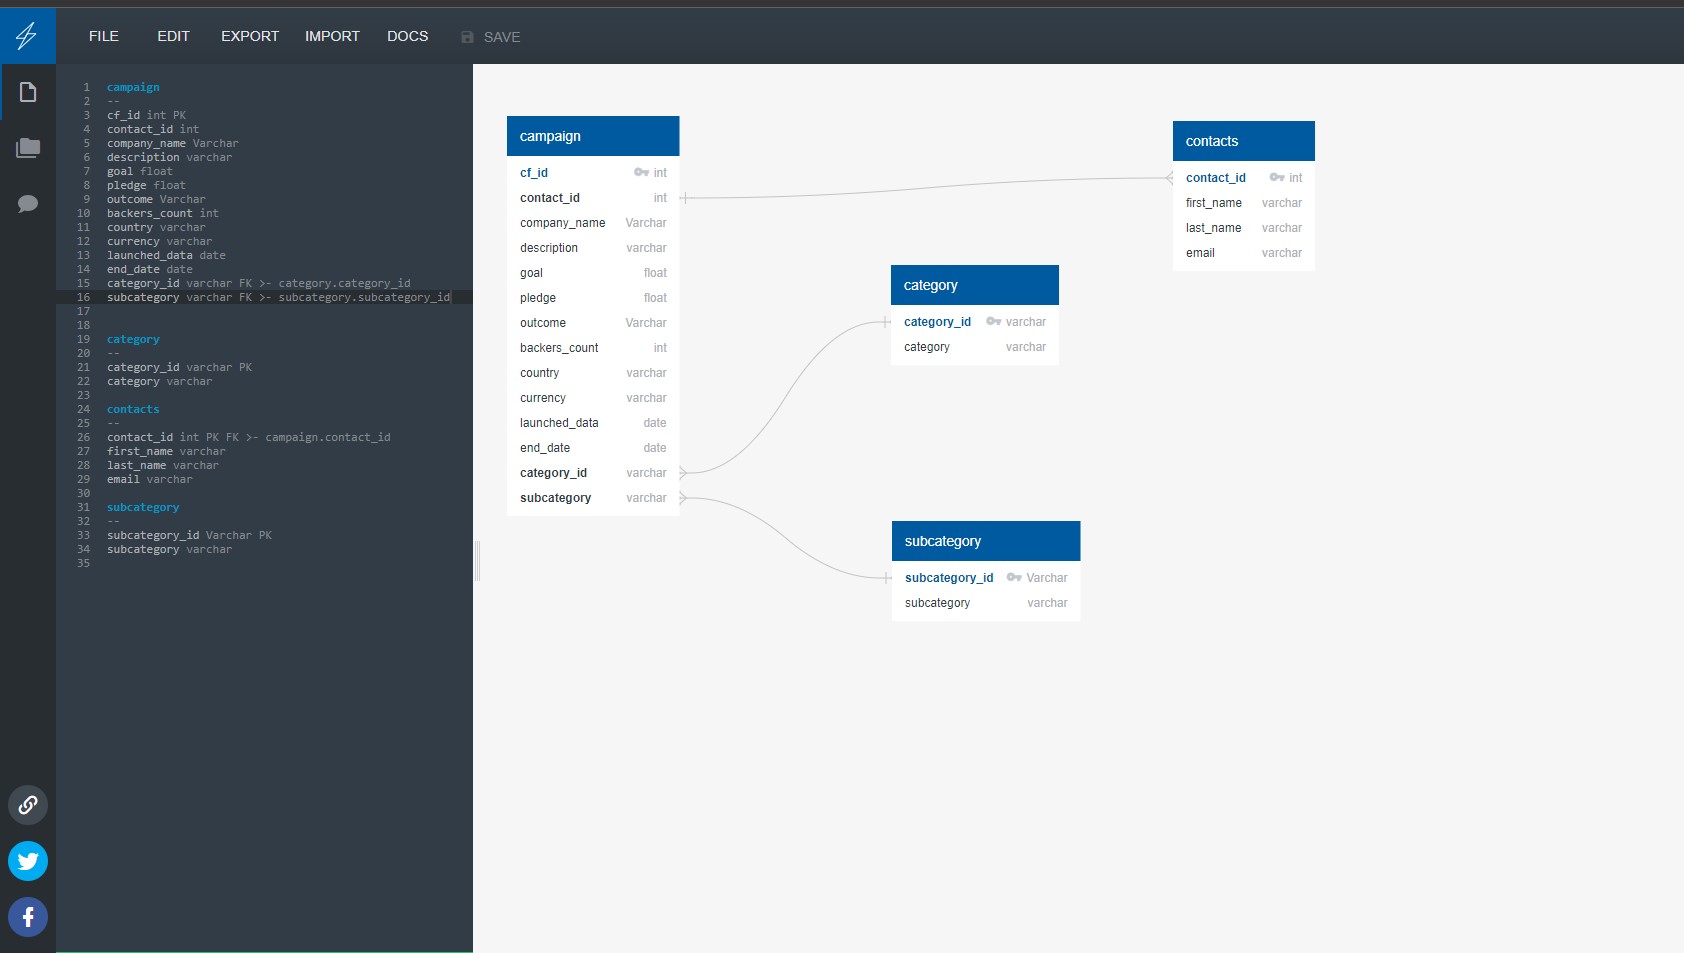 FILE EDIT EXPORT IMPORT DOCS SAVE
1 campaign
2 --
3 cf_id int PK
4 contact_id int
5 company_name Varchar
6 description varchar
7 goal float
8 pledge float
9 outcome Varchar
10 backers_count int
11 country varchar
12 currency varchar
13 launched_data date
14 end_date date
15 category_id varchar FK >- category.category_id
16 subcategory varchar FK >- subcategory.subcategory_id
17
18
19 category
20 --
21 category_id varchar PK
22 category varchar
23
24 contacts
25 --
26 contact_id int PK FK >- campaign.contact_id
27 first_name varchar
28 last_name varchar
29 email varchar
30
31 subcategory
32 --
33 subcategory_id Varchar PK
34 subcategory varchar
35
campaign
cf_id int
contact_id int
company_name Varchar
description varchar
goal float
pledge float
outcome Varchar
backers_count int
country varchar
currency varchar
launched_data date
end_date date
category_id varchar
subcategory varchar
contacts
contact_id int
first_name varchar
last_name varchar
email varchar
category
category_id varchar
category varchar
subcategory
subcategory_id Varchar
subcategory varchar